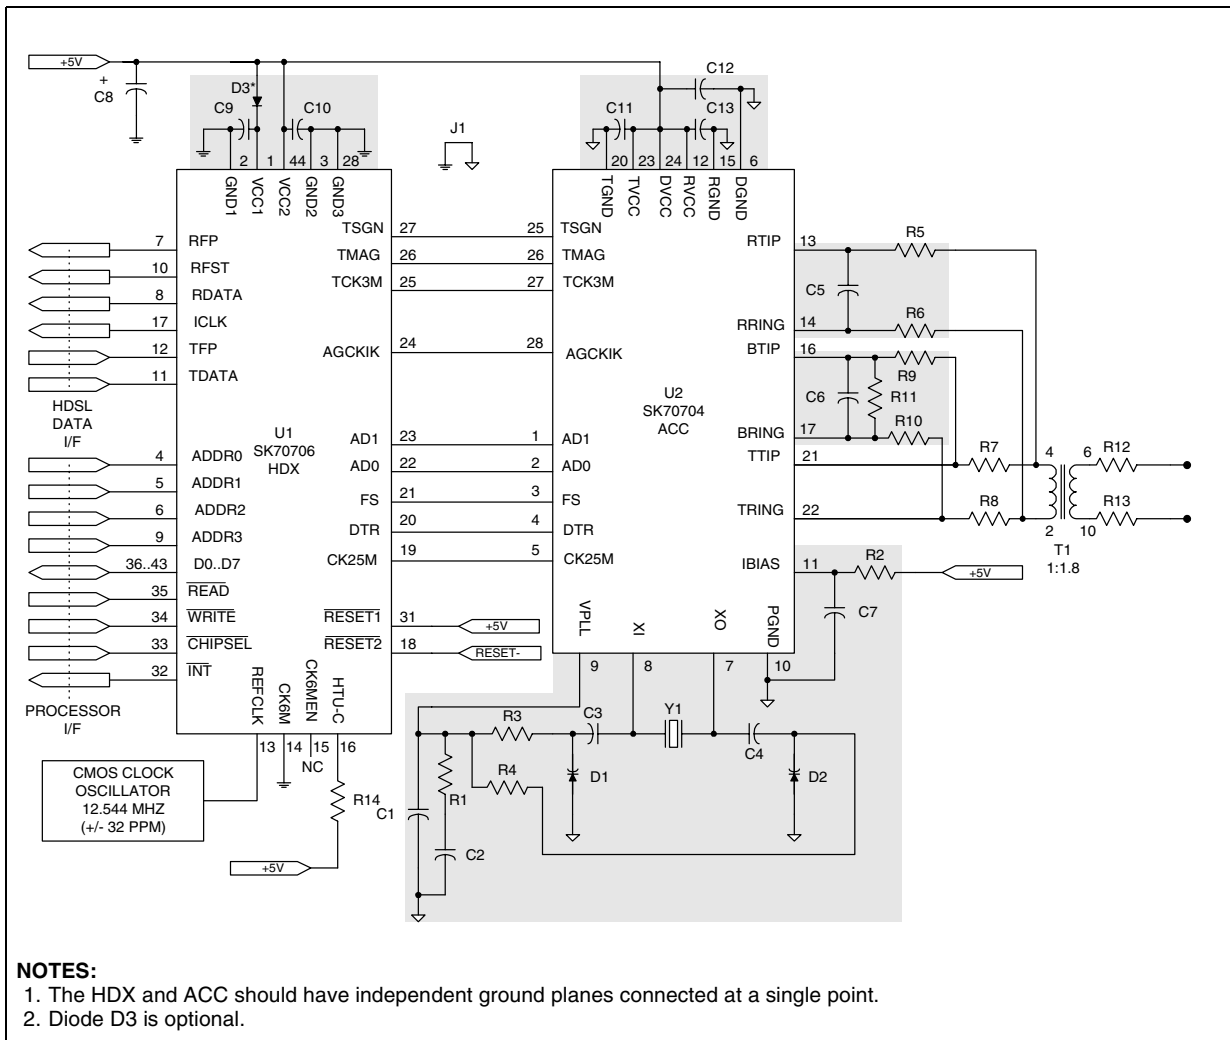 +5V
+
C8
D3*
C9
C10
J1
C12
C11
C13
2 1 44 3 28
GND1 VCC1 VCC2 GND2 GND3
20 23 24 12 15 6
TGND TVCC DVCC RVCC RGND DGND
7 RFP
10 RFST
8 RDATA
17 ICLK
12 TFP
11 TDATA
HDSL
DATA
I/F
4 ADDR0
5 ADDR1
6 ADDR2
9 ADDR3
36..43 D0..D7
35 READ
34 WRITE
33 CHIPSEL
32 INT
PROCESSOR
I/F
U1
SK70706
HDX
TSGN 27 25 TSGN
TMAG 26 26 TMAG
TCK3M 25 27 TCK3M
AGCKIK 24 28 AGCKIK
AD1 23 1 AD1
AD0 22 2 AD0
FS 21 3 FS
DTR 20 4 DTR
CK25M 19 5 CK25M
RESET1 31 +5V
RESET2 18 RESET-
REFCLK CK6M CK6MEN HTU-C
13 14 15 16
NC
CMOS CLOCK
OSCILLATOR
12.544 MHZ
(+/- 32 PPM)
R14
+5V
U2
SK70704
ACC
RTIP 13 R5
C5
RRING 14 R6
BTIP 16 R9
C6 R11
BRING 17 R10
TTIP 21 R7
TRING 22 R8
4 6 R12
2 10 R13
T1
1:1.8
IBIAS 11 R2 +5V
C7
VPLL XI XO PGND
9 8 7 10
R3 C3 Y1 C4
R4 D1 D2
C1 R1
C2
NOTES:
1. The HDX and ACC should have independent ground planes connected at a single point.
2. Diode D3 is optional.